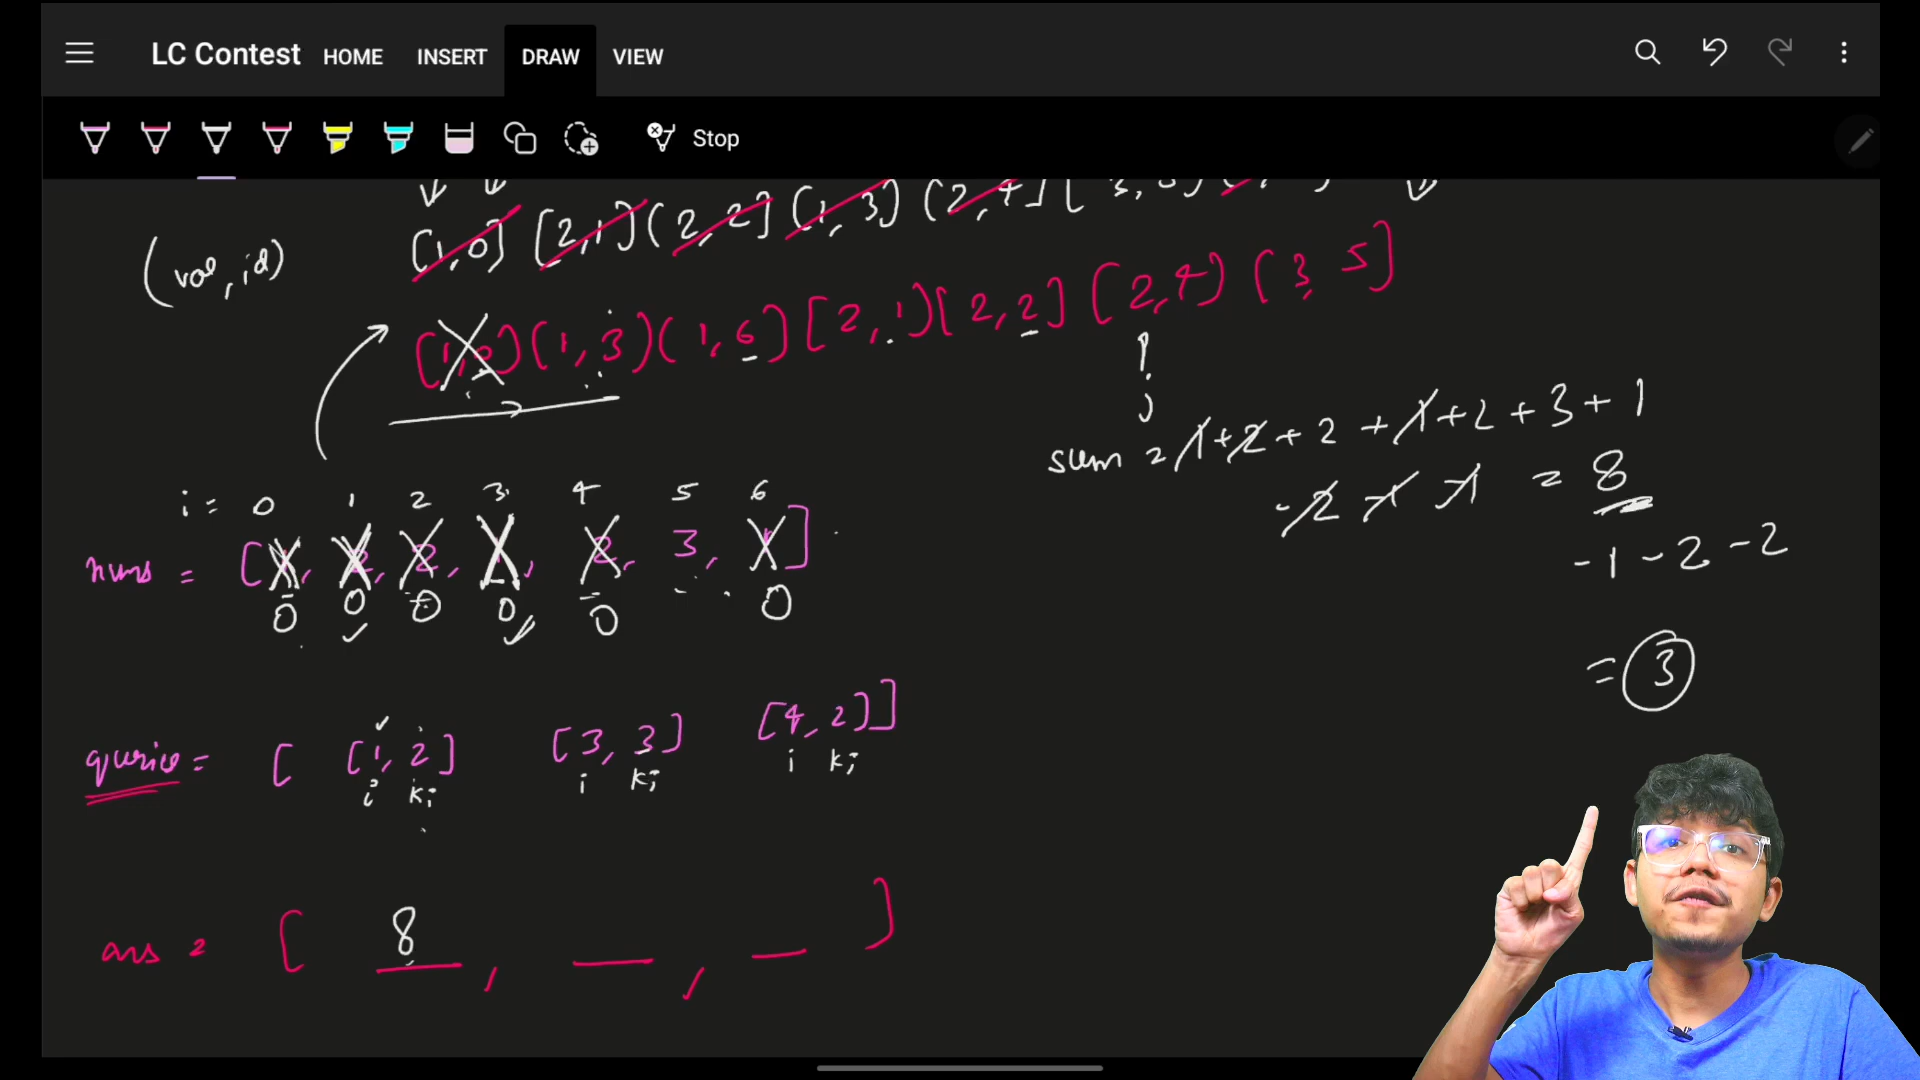 LC Contest HOME INSERT DRAW VIEW
Stop
(val, id)
[1,0] [2,1] (2,2] (1,3) (2,4]
(1,3) (1,6) [2,1) [2,2] (2,4) (3,5]
j
sum = 1+2+2+1+2+3+1
-2 -1 -1 = 8
-1-2-2
= 3
i = 0 1 2 3 4 5 6
nums = [ , 2, 2, , 2, 3, ]
0 0 0 0 0 0
queries = [ [1,2] [3,3] [4,2]]
i ki i ki i ki
ans = [ 8 , , ]